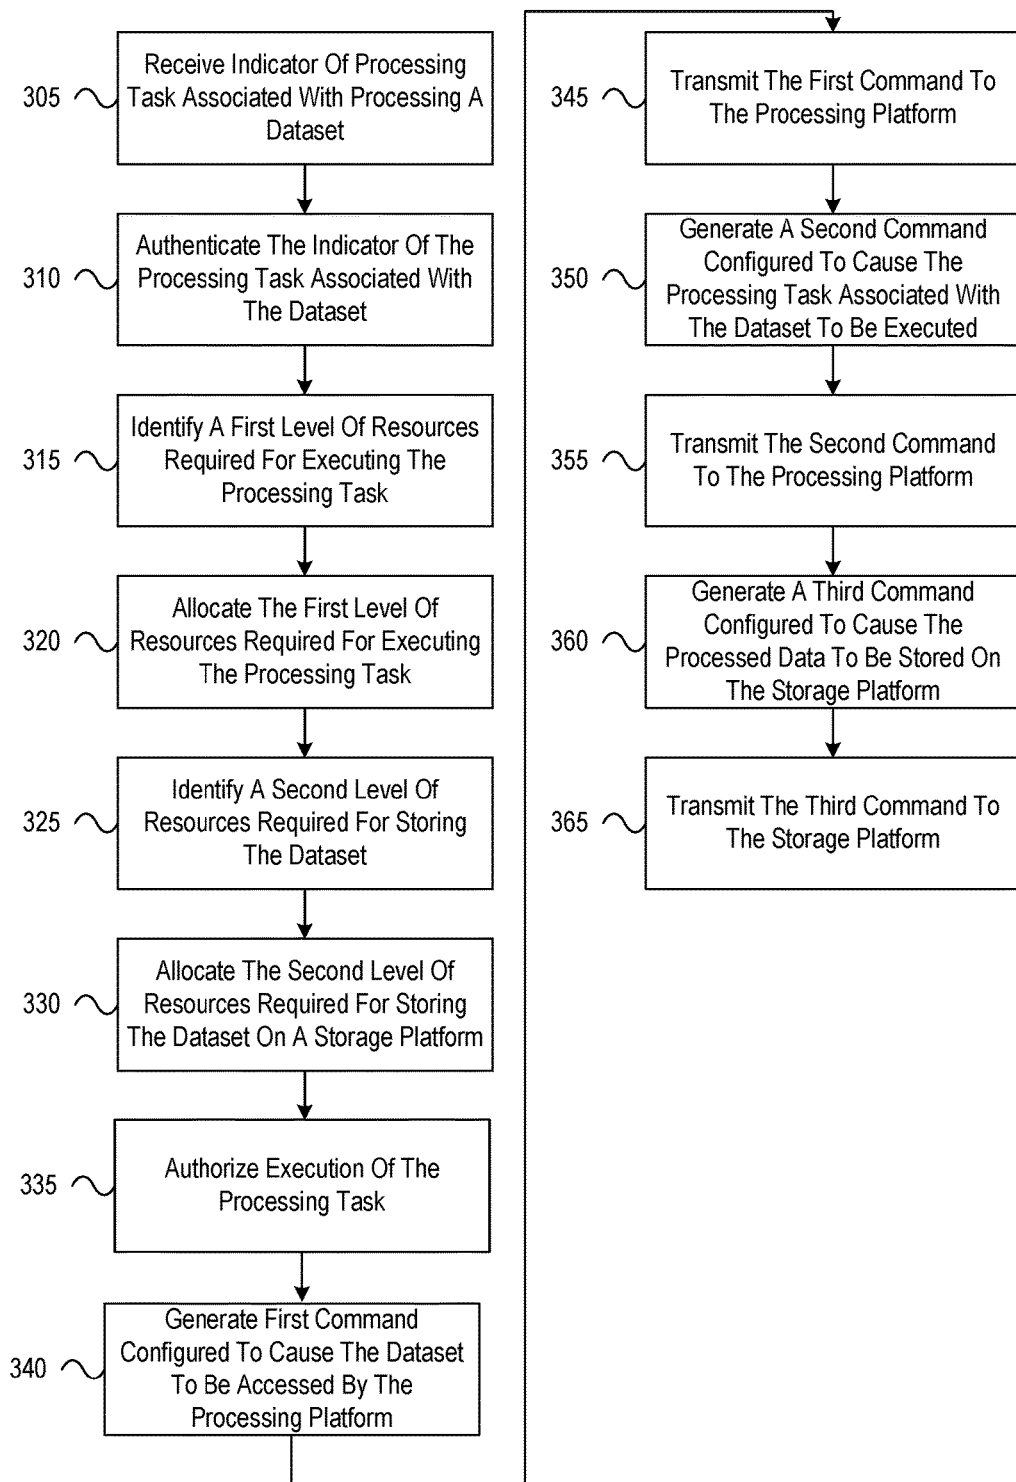 305
Receive Indicator Of Processing
Task Associated With Processing A
Dataset
310
Authenticate The Indicator Of The
Processing Task Associated With
The Dataset
315
Identify A First Level Of Resources
Required For Executing The
Processing Task
320
Allocate The First Level Of
Resources Required For Executing
The Processing Task
325
Identify A Second Level Of
Resources Required For Storing
The Dataset
330
Allocate The Second Level Of
Resources Required For Storing
The Dataset On A Storage Platform
335
Authorize Execution Of The
Processing Task
340
Generate First Command
Configured To Cause The Dataset
To Be Accessed By The
Processing Platform
345
Transmit The First Command To
The Processing Platform
350
Generate A Second Command
Configured To Cause The
Processing Task Associated With
The Dataset To Be Executed
355
Transmit The Second Command
To The Processing Platform
360
Generate A Third Command
Configured To Cause The
Processed Data To Be Stored On
The Storage Platform
365
Transmit The Third Command To
The Storage Platform